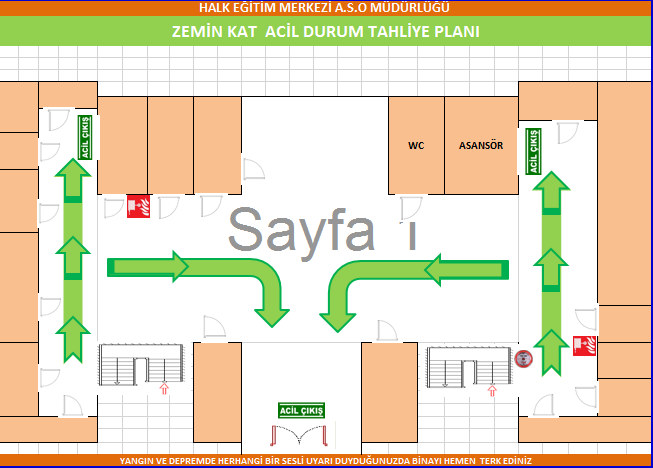 HALK EĞİTİM MERKEZİ A.S.O MÜDÜRLÜĞÜ
ZEMİN KAT ACİL DURUM TAHLİYE PLANI
ACİL ÇIKIŞ
WC
ASANSÖR
ACİL ÇIKIŞ
Sayfa 1
ACİL ÇIKIŞ
YANGIN VE DEPREMDE HERHANGİ BİR SESLİ UYARI DUYDUĞUNUZDA BİNAYI HEMEN TERK EDİNİZ